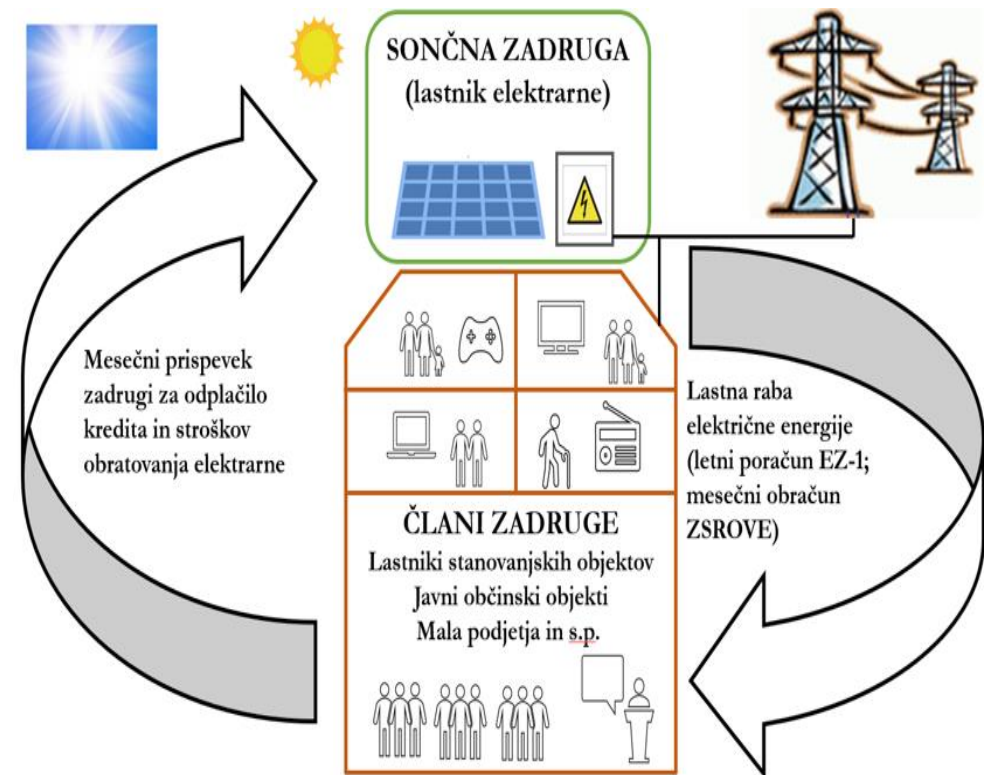 SONČNA ZADRUGA
(lastnik elektrarne)
Mesečni prispevek
zadrugi za odplačilo
kredita in stroškov
obratovanja elektrarne
Lastna raba
električne energije
(letni poračun EZ-1;
mesečni obračun
ZSROVE)
ČLANI ZADRUGE
Lastniki stanovanjskih objektov
Javni občinski objekti
Mala podjetja in s.p.